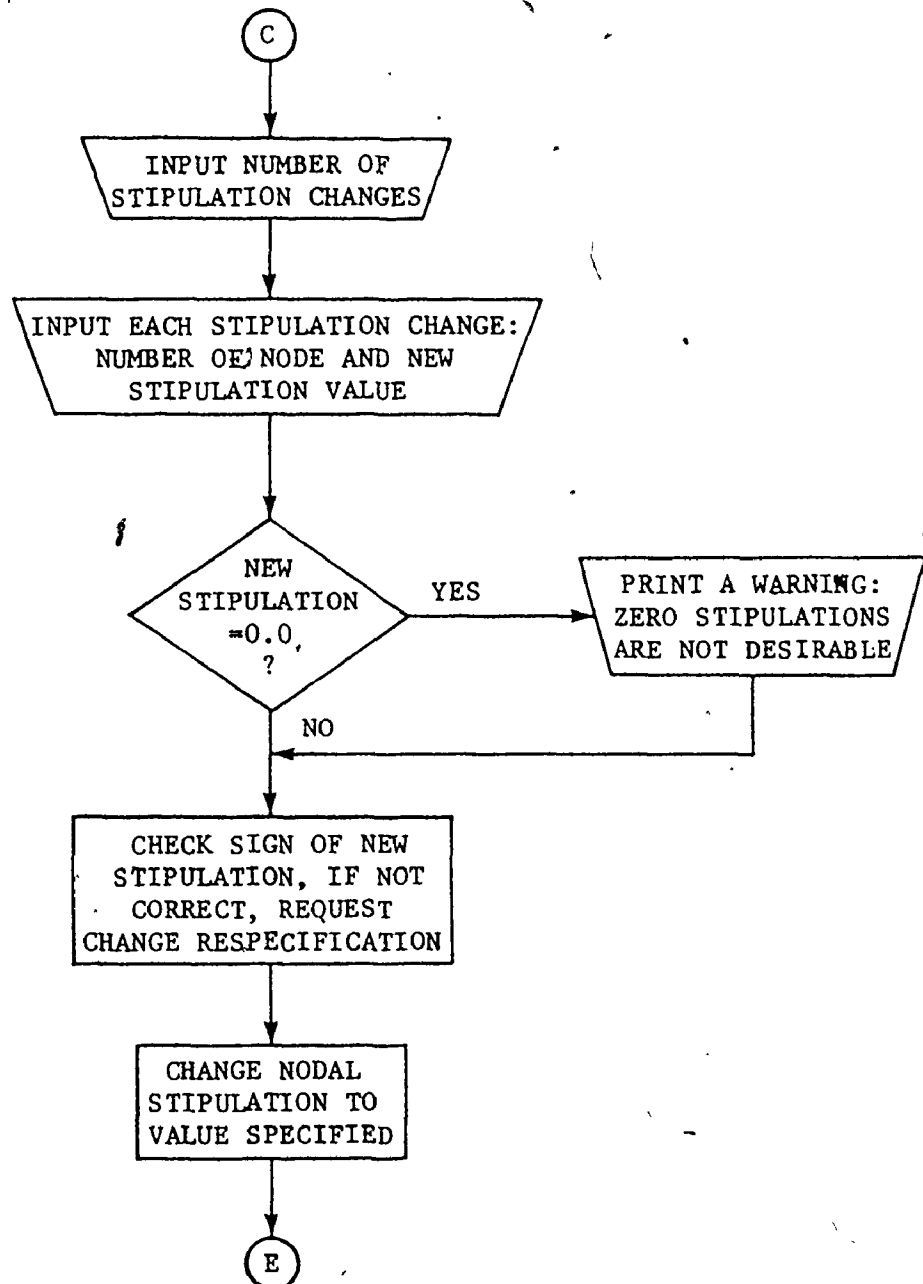 C
INPUT NUMBER OF
STIPULATION CHANGES
INPUT EACH STIPULATION CHANGE:
NUMBER OF NODE AND NEW
STIPULATION VALUE
NEW
STIPULATION
=0.0
?
YES
PRINT A WARNING:
ZERO STIPULATIONS
ARE NOT DESIRABLE
NO
CHECK SIGN OF NEW
STIPULATION, IF NOT
CORRECT, REQUEST
CHANGE RESPECIFICATION
CHANGE NODAL
STIPULATION TO
VALUE SPECIFIED
E